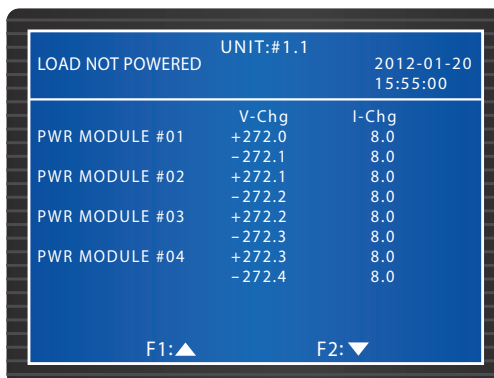 UNIT:#1.1
LOAD NOT POWERED 2012-01-20
15:55:00
V-Chg I-Chg
PWR MODULE #01 +272.0 8.0
−272.1 8.0
PWR MODULE #02 +272.1 8.0
−272.2 8.0
PWR MODULE #03 +272.2 8.0
−272.3 8.0
PWR MODULE #04 +272.3 8.0
−272.4 8.0
F1:▲ F2:▼